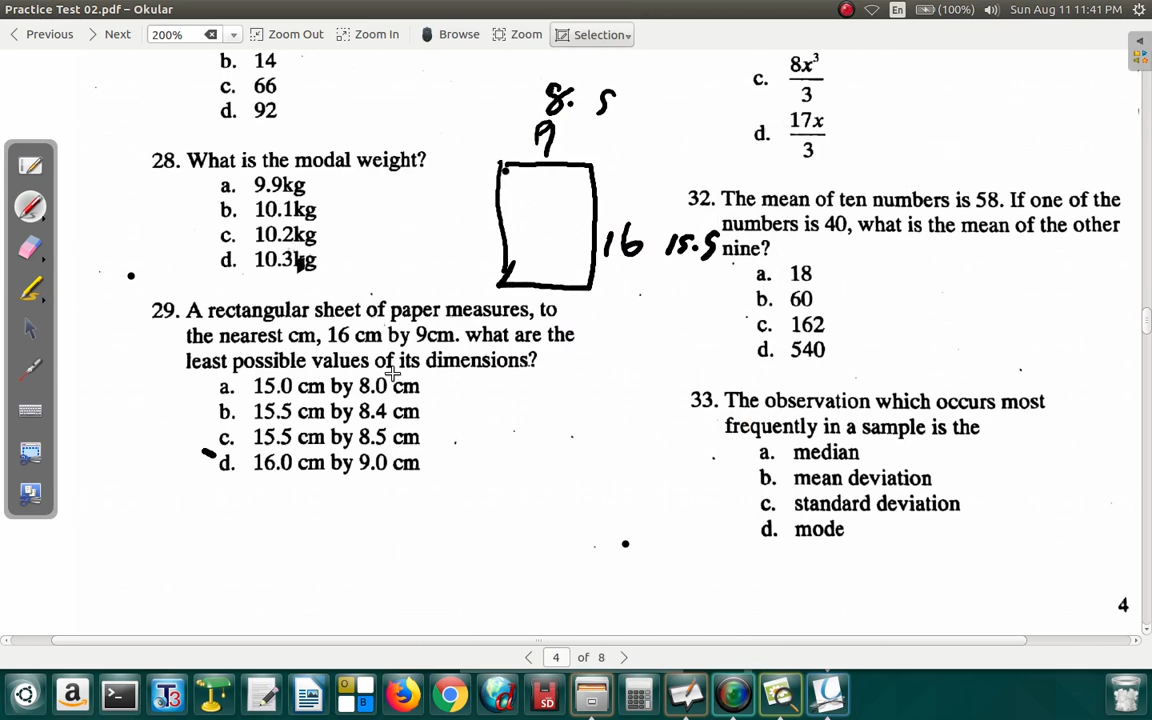 Practice Test 02.pdf - Okular
En
(100%)
Sun Aug 11 11:41 PM
Previous
Next
200%
Zoom Out
Zoom In
Browse
Zoom
Selection
b. 14
c. 66
d. 92
28. What is the modal weight?
a. 9.9kg
b. 10.1kg
c. 10.2kg
d. 10.3kg
29. A rectangular sheet of paper measures, to
the nearest cm, 16 cm by 9cm. what are the
least possible values of its dimensions?
a. 15.0 cm by 8.0 cm
b. 15.5 cm by 8.4 cm
c. 15.5 cm by 8.5 cm
d. 16.0 cm by 9.0 cm
8.5
9
16 15.5
c. 8x³
3
d. 17x
3
32. The mean of ten numbers is 58. If one of the
numbers is 40, what is the mean of the other
nine?
a. 18
b. 60
c. 162
d. 540
33. The observation which occurs most
frequently in a sample is the
a. median
b. mean deviation
c. standard deviation
d. mode
4
4 of 8
a
T3
SD